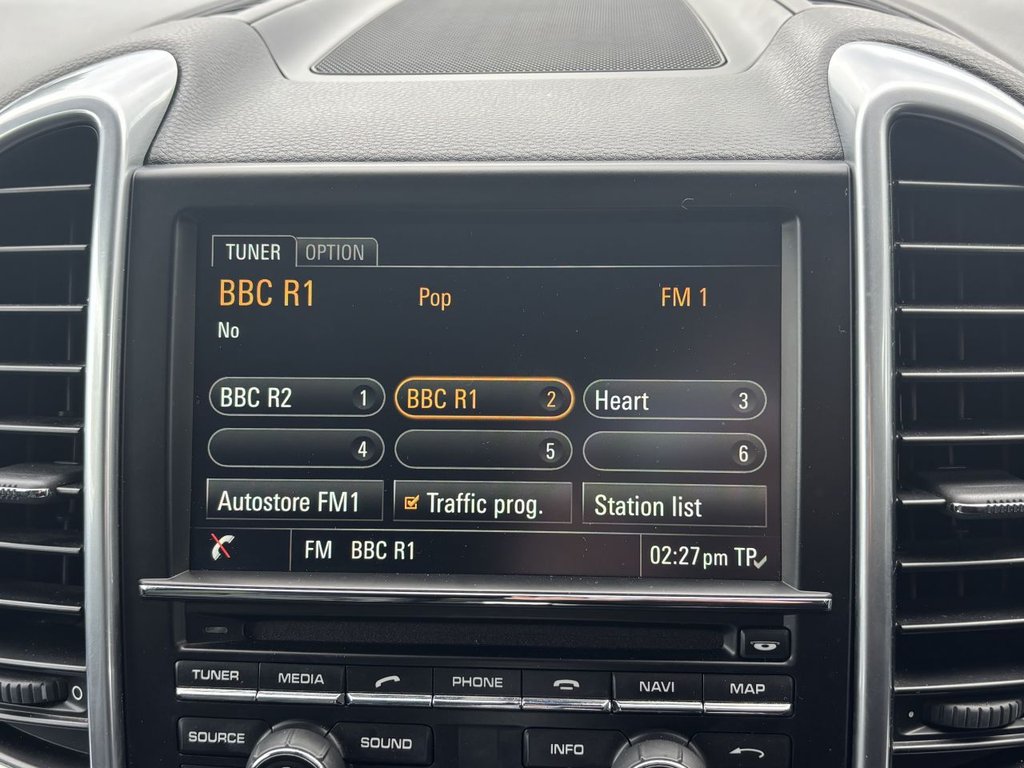 TUNER OPTION
BBC R1 Pop FM 1
No
BBC R2 1 BBC R1 2 Heart 3
4 5 6
Autostore FM1 Traffic prog. Station list
FM BBC R1 02:27pm TP
TUNER MEDIA PHONE NAVI MAP
SOURCE SOUND INFO